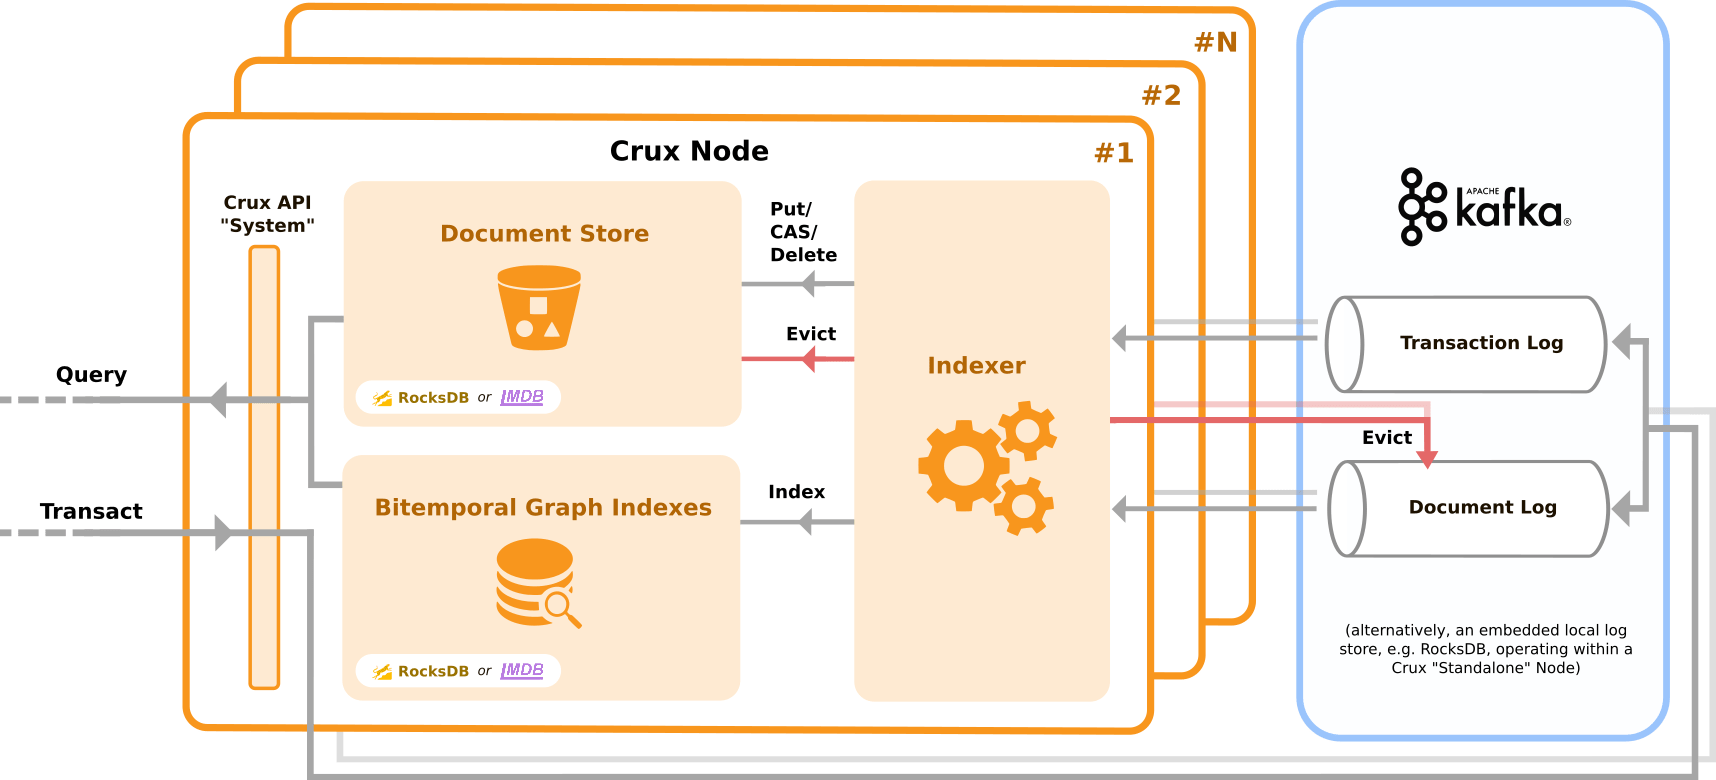 #N
#2
#1
Crux Node
Crux API
"System"
Document Store
RocksDB or LMDB
Put/
CAS/
Delete
Evict
Indexer
Query
Transact
Bitemporal Graph Indexes
RocksDB or LMDB
Index
APACHE
kafka®
Transaction Log
Evict
Document Log
(alternatively, an embedded local log
store, e.g. RocksDB, operating within a
Crux "Standalone" Node)